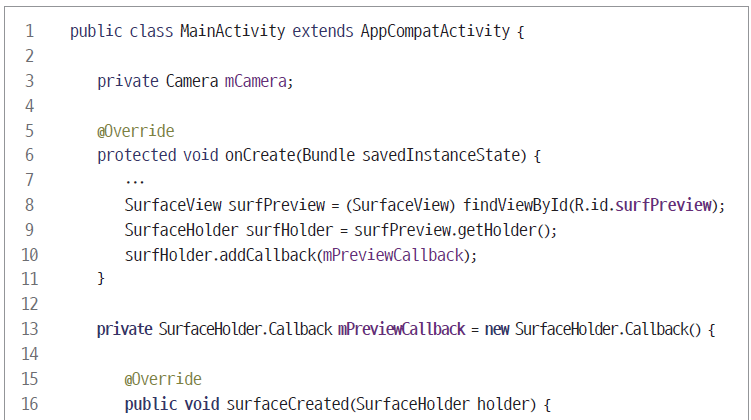 1 public class MainActivity extends AppCompatActivity {
2
3 private Camera mCamera;
4
5 @Override
6 protected void onCreate(Bundle savedInstanceState) {
7 ...
8 SurfaceView surfPreview = (SurfaceView) findViewById(R.id.surfPreview);
9 SurfaceHolder surfHolder = surfPreview.getHolder();
10 surfHolder.addCallback(mPreviewCallback);
11 }
12
13 private SurfaceHolder.Callback mPreviewCallback = new SurfaceHolder.Callback() {
14
15 @Override
16 public void surfaceCreated(SurfaceHolder holder) {